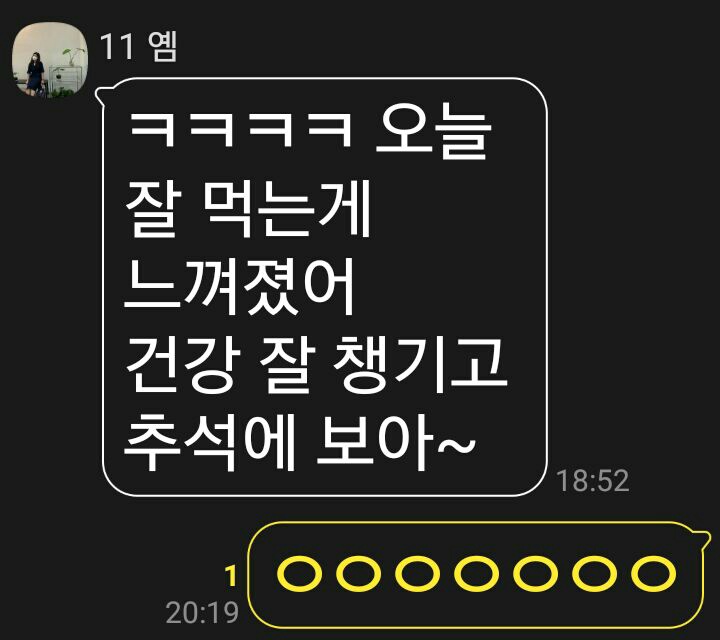 11 옘
ㅋㅋㅋㅋ 오늘
잘 먹는게
느껴졌어
건강 잘 챙기고
추석에 보아~
18:52
1
20:19
ㅇㅇㅇㅇㅇㅇㅇ